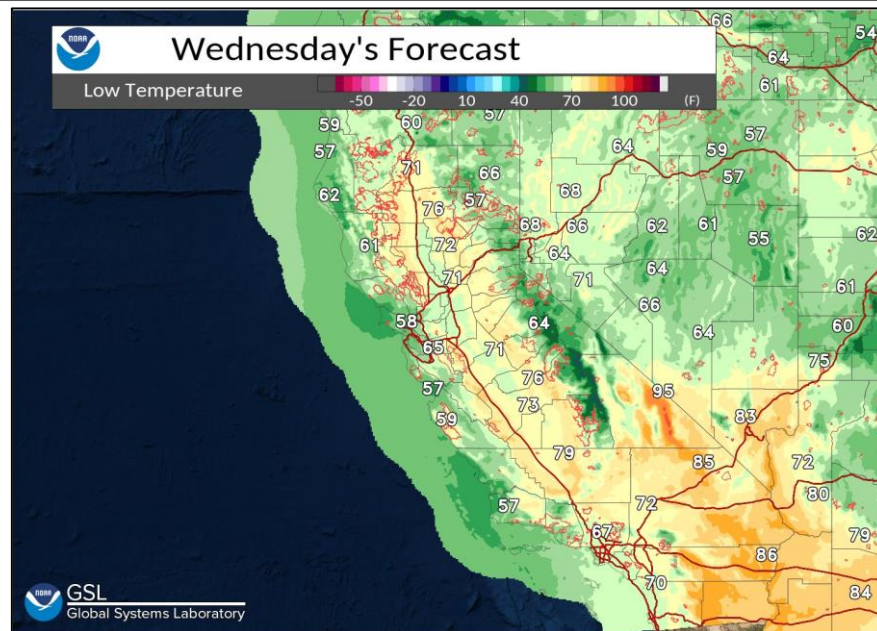 NOAA
Wednesday's Forecast
Low Temperature
-50 -20 10 40 70 100 (F)
66
54
64
61
59 60 57
57 71 64 59 57
66 57
62 76 57 68
61 72 68 66 62 61 55 62
71 64 71 64 61
58 64 66 64 60
65 71 75
57 76 95
59 73 83
79 85 72
57 72 80
67 79
86
70 84
NOAA
GSL
Global Systems Laboratory